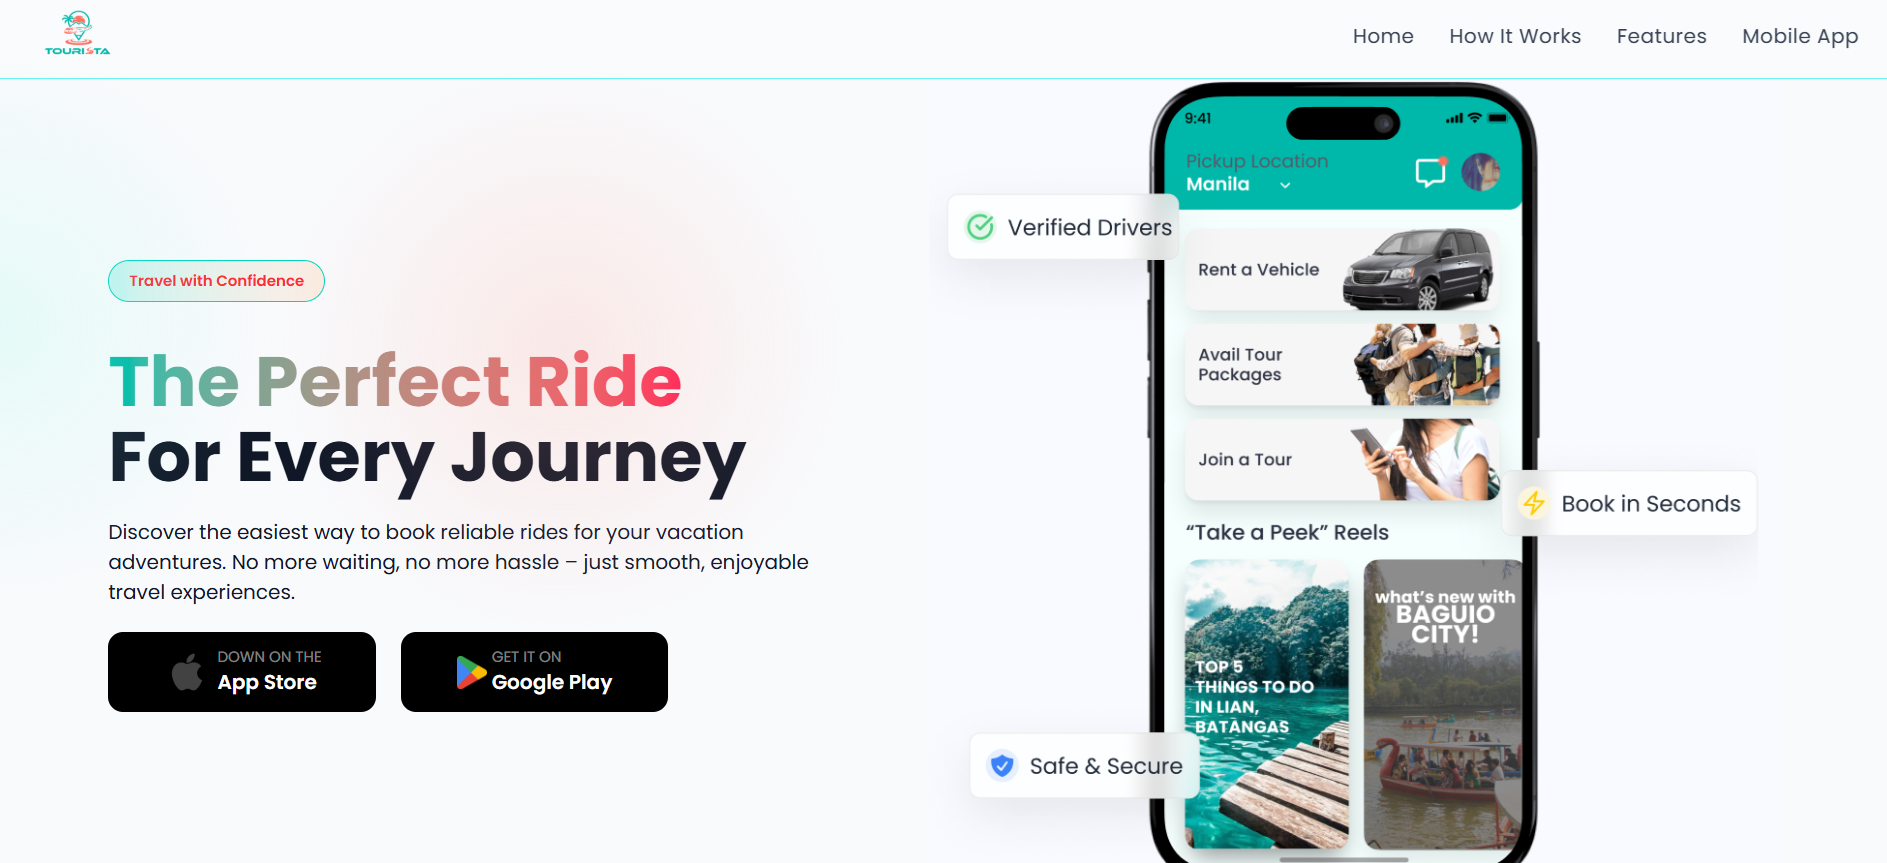 TOURISTA
Home
How It Works
Features
Mobile App
Travel with Confidence
The Perfect Ride
For Every Journey
Discover the easiest way to book reliable rides for your vacation
adventures. No more waiting, no more hassle – just smooth, enjoyable
travel experiences.
DOWN ON THE
App Store
GET IT ON
Google Play
9:41
Pickup Location
Manila
Verified Drivers
Rent a Vehicle
Avail Tour
Packages
Join a Tour
Book in Seconds
“Take a Peek” Reels
TOP 5
THINGS TO DO
IN LIAN,
BATANGAS
what’s new with
BAGUIO
CITY!
Safe & Secure